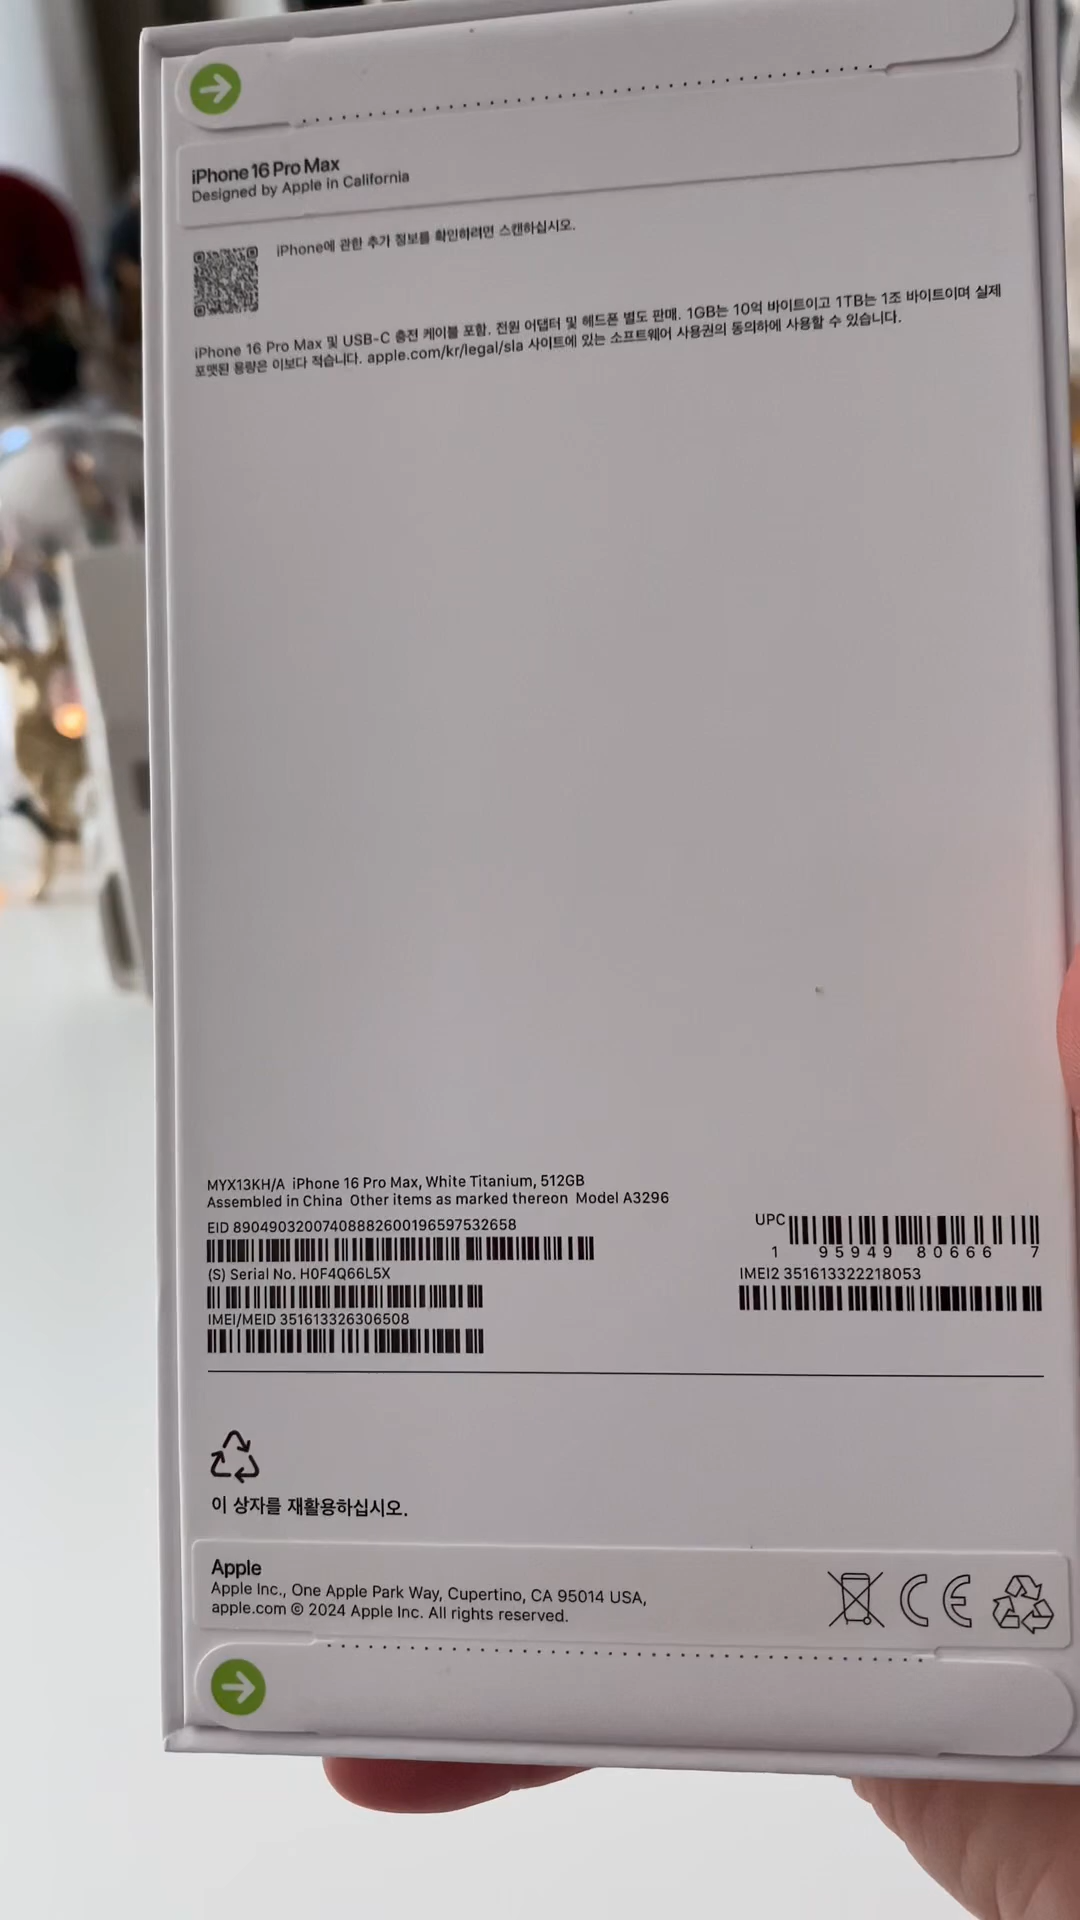 iPhone 16 Pro Max
Designed by Apple in California
iPhone에 관한 추가 정보를 확인하려면 스캔하십시오.
iPhone 16 Pro Max 및 USB-C 충전 케이블 포함. 전원 어댑터 및 헤드폰 별도 판매. 1GB는 10억 바이트이고 1TB는 1조 바이트이며 실제
포맷된 용량은 이보다 적습니다. apple.com/kr/legal/sla 사이트에 있는 소프트웨어 사용권의 동의하에 사용할 수 있습니다.
MYX13KH/A iPhone 16 Pro Max, White Titanium, 512GB
Assembled in China Other items as marked thereon Model A3296
EID 89049032007408882600196597532658
UPC
1 95949 80666 7
(S) Serial No. H0F4Q66L5X
IMEI2 351613322218053
IMEI/MEID 351613326306508
이 상자를 재활용하십시오.
Apple
Apple Inc., One Apple Park Way, Cupertino, CA 95014 USA,
apple.com © 2024 Apple Inc. All rights reserved.
CE